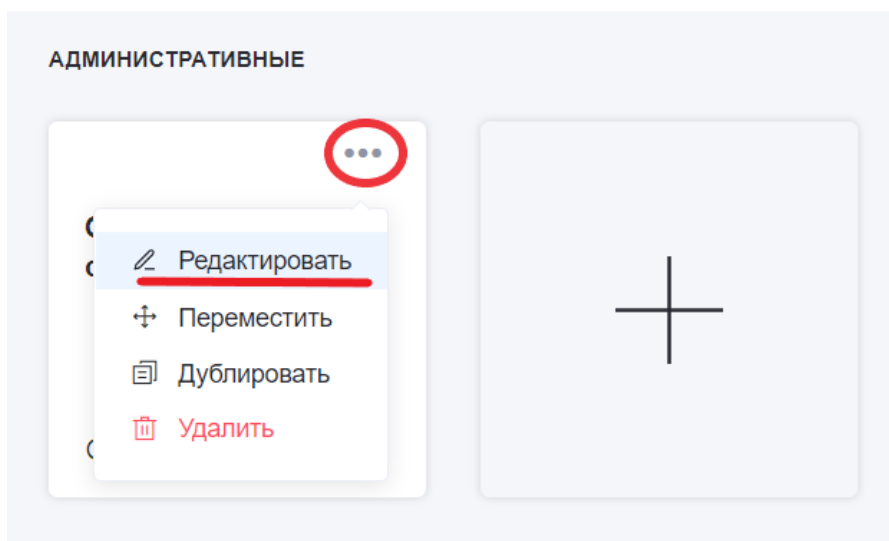 АДМИНИСТРАТИВНЫЕ
Редактировать
Переместить
Дублировать
Удалить